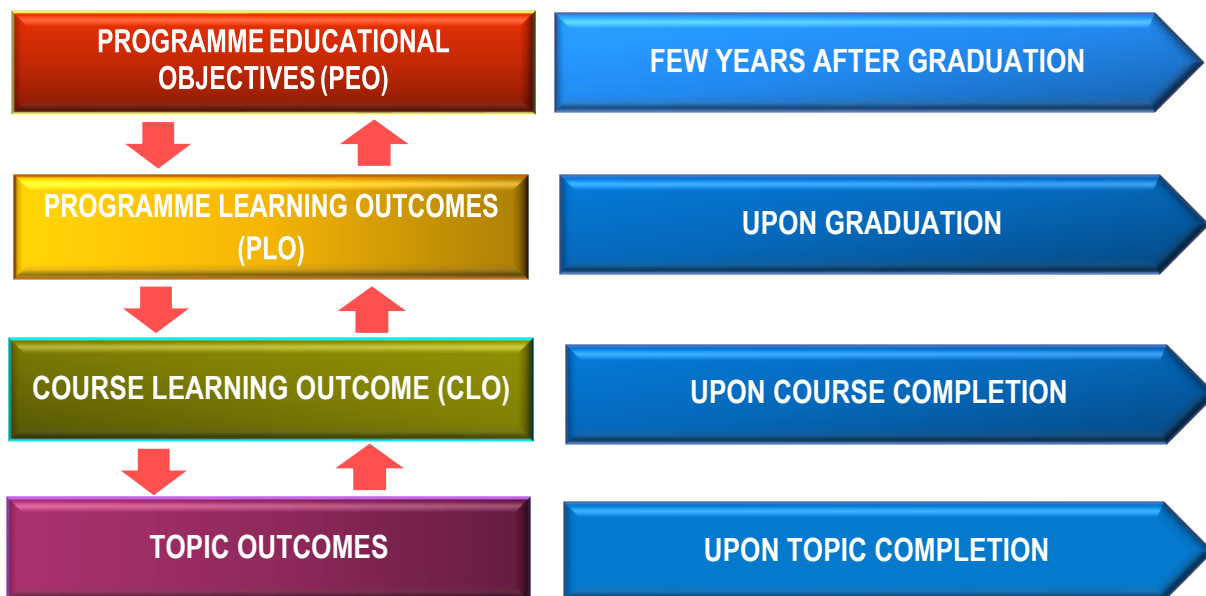 PROGRAMME EDUCATIONAL
OBJECTIVES (PEO)
FEW YEARS AFTER GRADUATION
PROGRAMME LEARNING OUTCOMES
(PLO)
UPON GRADUATION
COURSE LEARNING OUTCOME (CLO)
UPON COURSE COMPLETION
TOPIC OUTCOMES
UPON TOPIC COMPLETION